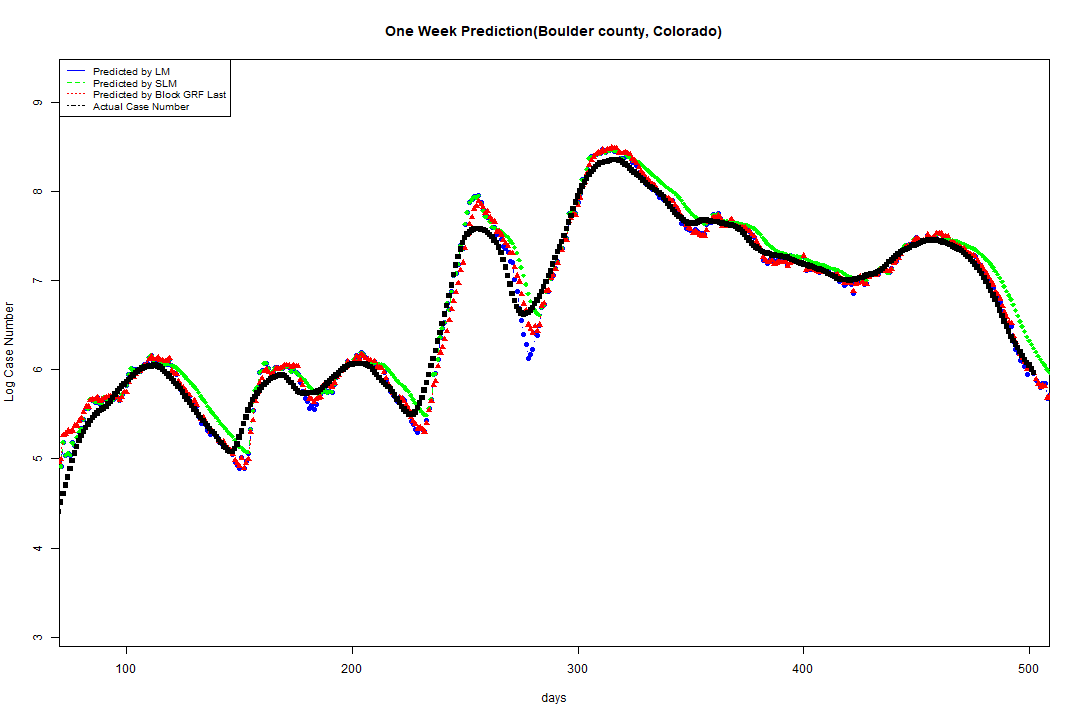 One Week Prediction(Boulder county, Colorado)
Predicted by LM
Predicted by SLM
Predicted by Block GRF Last
Actual Case Number
9
8
7
6
5
4
3
Log Case Number
100 200 300 400 500
days